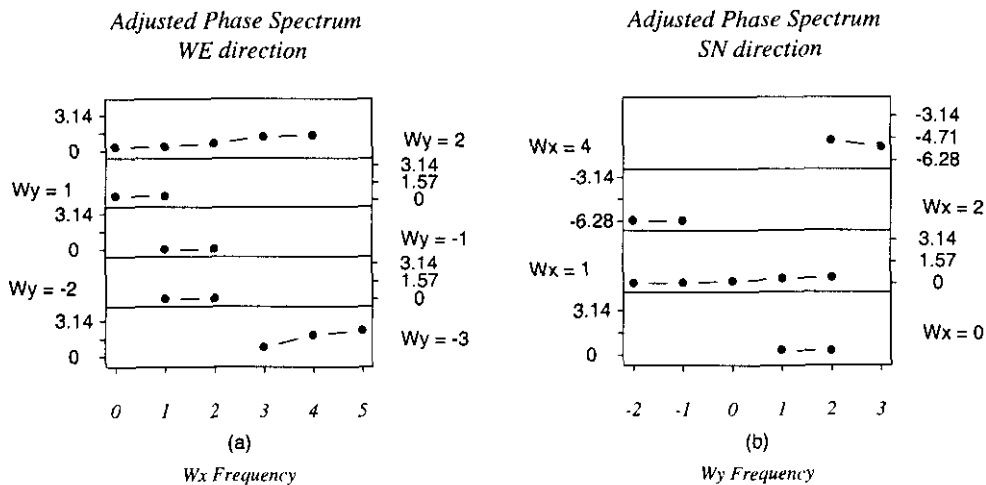 Adjusted Phase Spectrum
WE direction
3.14
0
Wy = 2
Wy = 1
3.14
1.57
0
3.14
0
Wy = -1
Wy = -2
3.14
1.57
0
3.14
0
Wy = -3
0 1 2 3 4 5
(a)
Wx Frequency
Adjusted Phase Spectrum
SN direction
Wx = 4
-3.14
-4.71
-6.28
-3.14
-6.28
Wx = 2
Wx = 1
3.14
1.57
0
3.14
0
Wx = 0
-2 -1 0 1 2 3
(b)
Wy Frequency